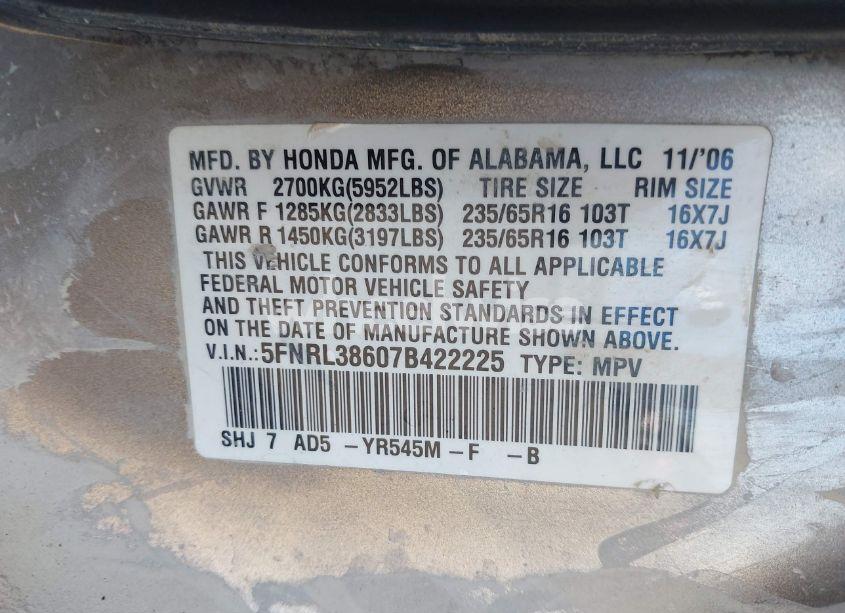 MFD. BY HONDA MFG. OF ALABAMA, LLC 11/'06
GVWR 2700KG(5952LBS) TIRE SIZE RIM SIZE
GAWR F 1285KG(2833LBS) 235/65R16 103T 16X7J
GAWR R 1450KG(3197LBS) 235/65R16 103T 16X7J
THIS VEHICLE CONFORMS TO ALL APPLICABLE
FEDERAL MOTOR VEHICLE SAFETY
AND THEFT PREVENTION STANDARDS IN EFFECT
ON THE DATE OF MANUFACTURE SHOWN ABOVE.
V.I.N.:5FNRL38607B422225 TYPE: MPV
SHJ 7 AD5 -YR545M -F -B